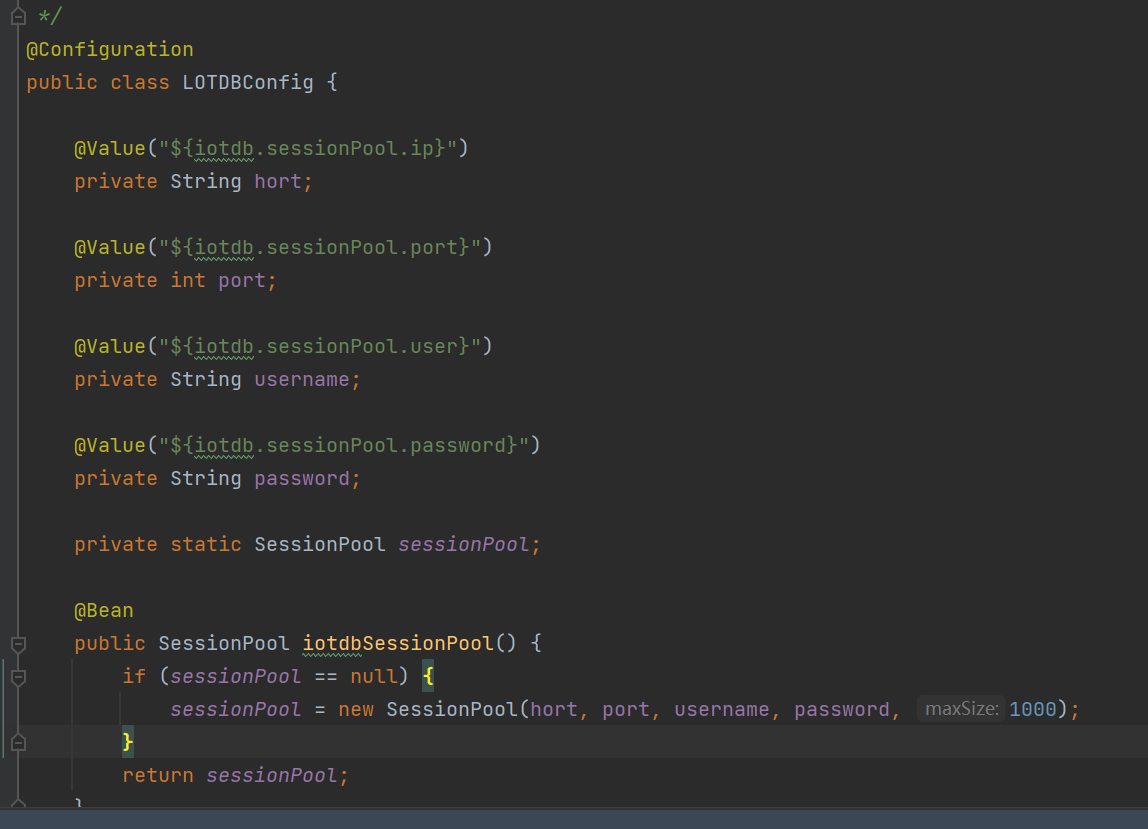 */
@Configuration
public class LOTDBConfig {
@Value("${iotdb.sessionPool.ip}")
private String hort;
@Value("${iotdb.sessionPool.port}")
private int port;
@Value("${iotdb.sessionPool.user}")
private String username;
@Value("${iotdb.sessionPool.password}")
private String password;
private static SessionPool sessionPool;
@Bean
public SessionPool iotdbSessionPool() {
if (sessionPool == null) {
sessionPool = new SessionPool(hort, port, username, password, maxSize: 1000);
}
return sessionPool;
}